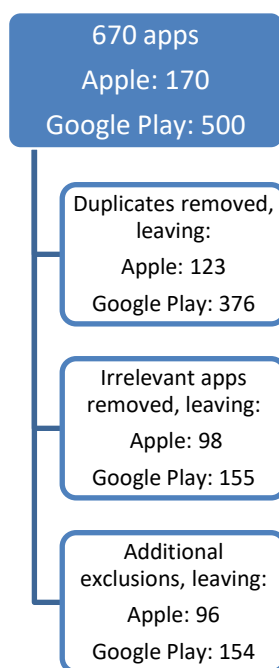 670 apps
Apple: 170
Google Play: 500
Duplicates removed,
leaving:
Apple: 123
Google Play: 376
Irrelevant apps
removed, leaving:
Apple: 98
Google Play: 155
Additional
exclusions, leaving:
Apple: 96
Google Play: 154